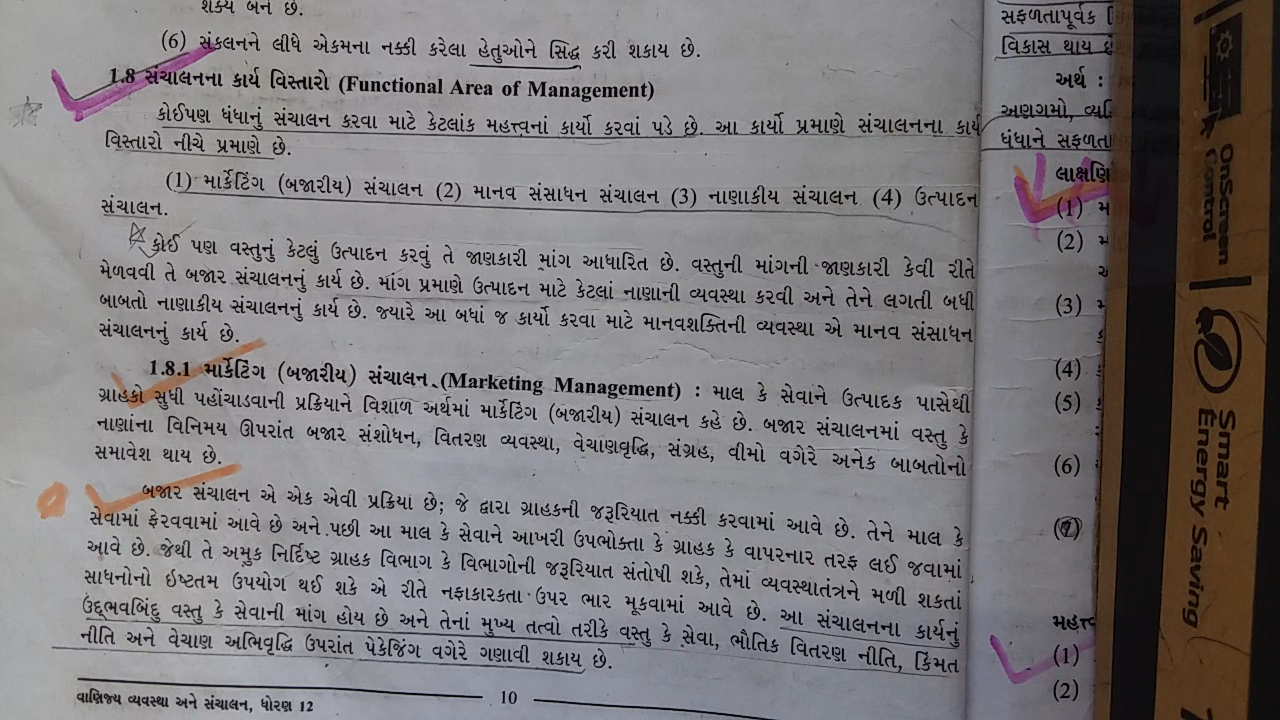 શક્ય બને છે.
(6) સંકલનને લીધે એકમના નક્કી કરેલા હેતુઓને સિદ્ધ કરી શકાય છે.
1.8 સંચાલનના કાર્ય વિસ્તારો (Functional Area of Management)
કોઈપણ ધંધાનું સંચાલન કરવા માટે કેટલાંક મહત્ત્વનાં કાર્યો કરવાં પડે છે. આ કાર્યો પ્રમાણે સંચાલનના કાર્ય
વિસ્તારો નીચે પ્રમાણે છે.
(1) માર્કેટિંગ (બજારીય) સંચાલન (2) માનવ સંસાધન સંચાલન (3) નાણાકીય સંચાલન (4) ઉત્પાદન
સંચાલન.
કોઈ પણ વસ્તુનું કેટલું ઉત્પાદન કરવું તે જાણકારી માંગ આધારિત છે. વસ્તુની માંગની જાણકારી કેવી રીતે
મેળવવી તે બજાર સંચાલનનું કાર્ય છે. માંગ પ્રમાણે ઉત્પાદન માટે કેટલાં નાણાની વ્યવસ્થા કરવી અને તેને લગતી બધી
બાબતો નાણાકીય સંચાલનનું કાર્ય છે. જ્યારે આ બધાં જ કાર્યો કરવા માટે માનવશક્તિની વ્યવસ્થા એ માનવ સંસાધન
સંચાલનનું કાર્ય છે.
1.8.1 માર્કેટિંગ (બજારીય) સંચાલન (Marketing Management) : માલ કે સેવાને ઉત્પાદક પાસેથી
ગ્રાહકો સુધી પહોંચાડવાની પ્રક્રિયાને વિશાળ અર્થમાં માર્કેટિંગ (બજારીય) સંચાલન કહે છે. બજાર સંચાલનમાં વસ્તુ કે
નાણાંના વિનિમય ઊપરાંત બજાર સંશોધન, વિતરણ વ્યવસ્થા, વેચાણવૃદ્ધિ, સંગ્રહ, વીમો વગેરે અનેક બાબતોનો
સમાવેશ થાય છે.
બજાર સંચાલન એ એક એવી પ્રક્રિયા છે; જે દ્વારા ગ્રાહકની જરૂરિયાત નક્કી કરવામાં આવે છે. તેને માલ કે
સેવામાં ફેરવવામાં આવે છે અને પછી આ માલ કે સેવાને આખરી ઉપભોક્તા કે ગ્રાહક કે વાપરનાર તરફ લઈ જવામાં
આવે છે. જેથી તે અમુક નિર્દિષ્ટ ગ્રાહક વિભાગ કે વિભાગોની જરૂરિયાત સંતોષી શકે, તેમાં વ્યવસ્થાતંત્રને મળી શકતાં
સાધનોનો ઇષ્ટતમ ઉપયોગ થઈ શકે એ રીતે નફાકારકતા ઉપર ભાર મૂકવામાં આવે છે. આ સંચાલનના કાર્યનું
ઉદ્દભવબિંદુ વસ્તુ કે સેવાની માંગ હોય છે અને તેનાં મુખ્ય તત્વો તરીકે વસ્તુ કે સેવા, ભૌતિક વિતરણ નીતિ, કિંમત
નીતિ અને વેચાણ અભિવૃદ્ધિ ઉપરાંત પેકેજિંગ વગેરે ગણાવી શકાય છે.
વાણિજ્ય વ્યવસ્થા અને સંચાલન, ધોરણ 12
10
સફળતાપૂર્વક
વિકાસ થાય
અર્થ :
અણગમો,
ધંધાને સફળતા
(1)
(2)
(3)
(4)
(5)
(6)
(7)
(1)
(2)
OnScreen
Control
Smart
Energy Saving